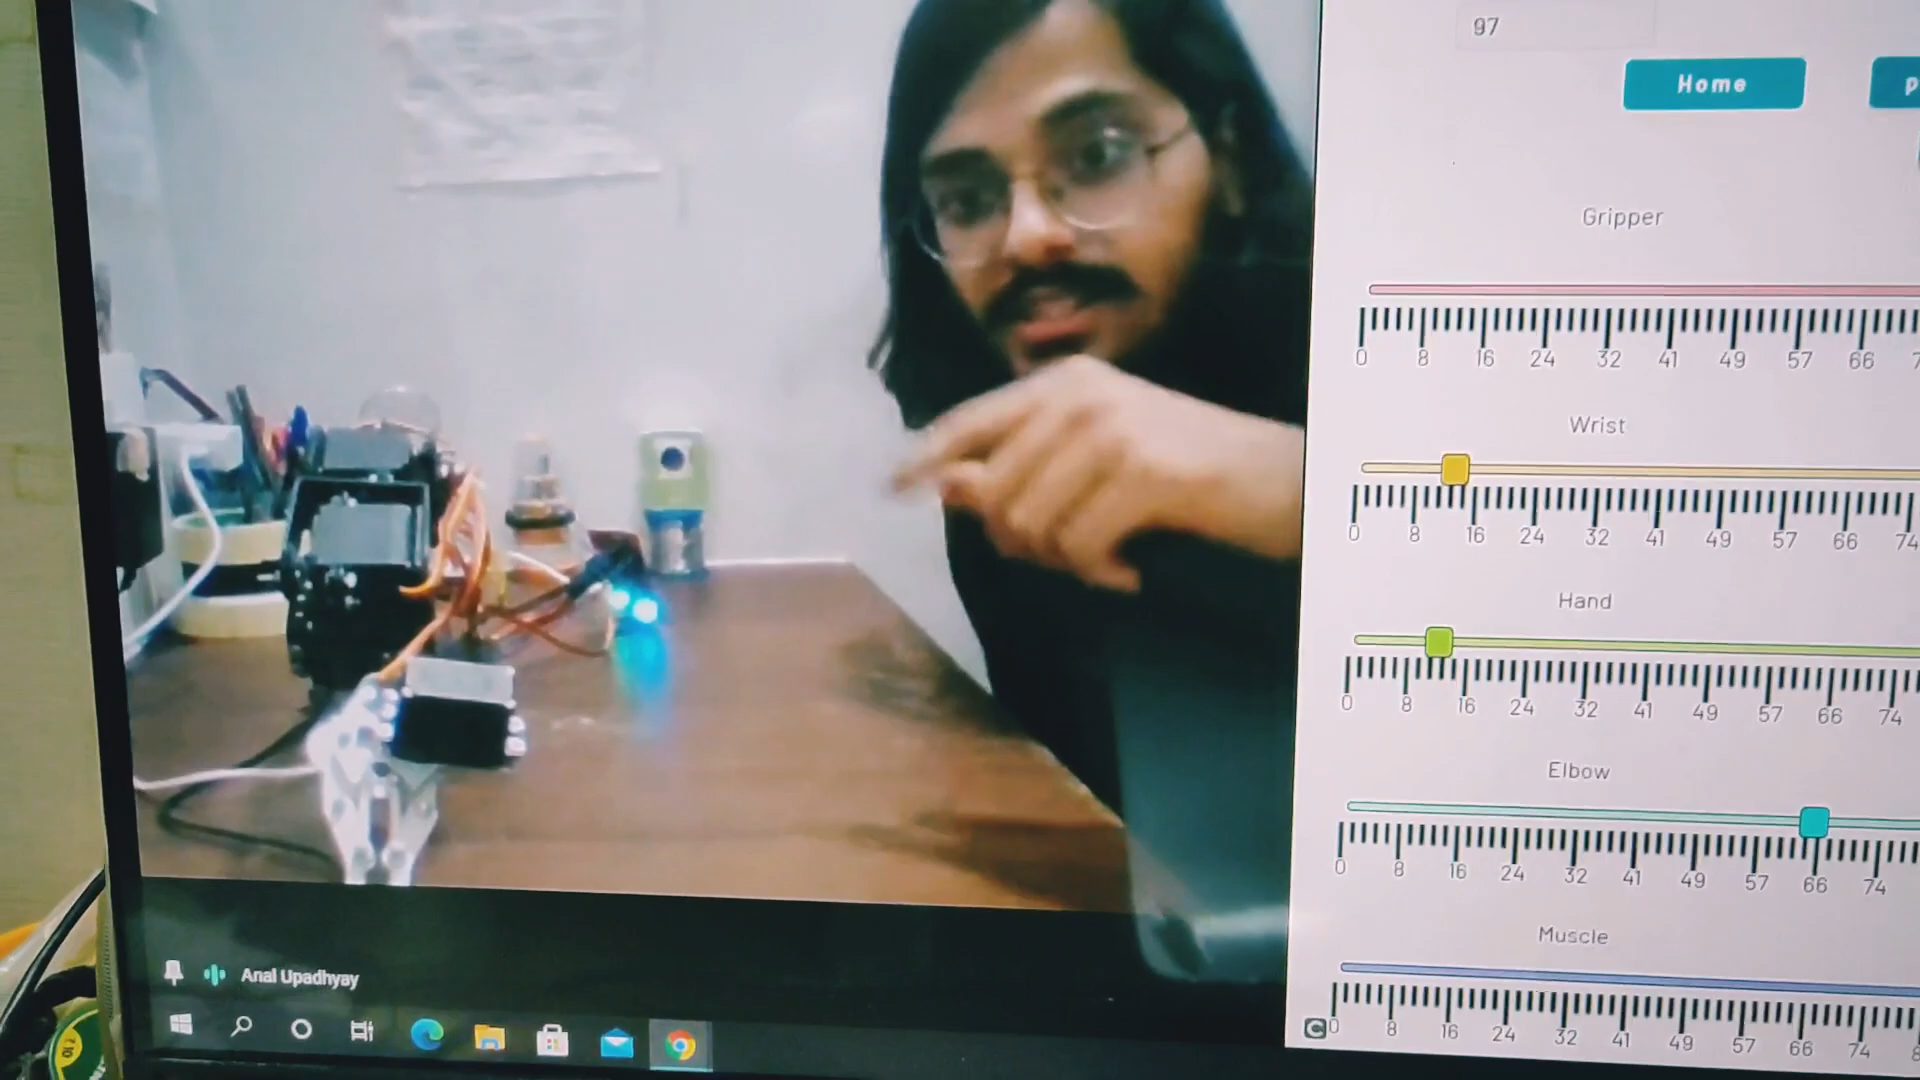 97
Home
P
Gripper
0 8 16 24 32 41 49 57 66
Wrist
0 8 16 24 32 41 49 57 66 74
Hand
0 8 16 24 32 41 49 57 66 74
Elbow
0 8 16 24 32 41 49 57 66 74
Muscle
0 8 16 24 32 41 49 57 66 74
Anal Upadhyay
₹10